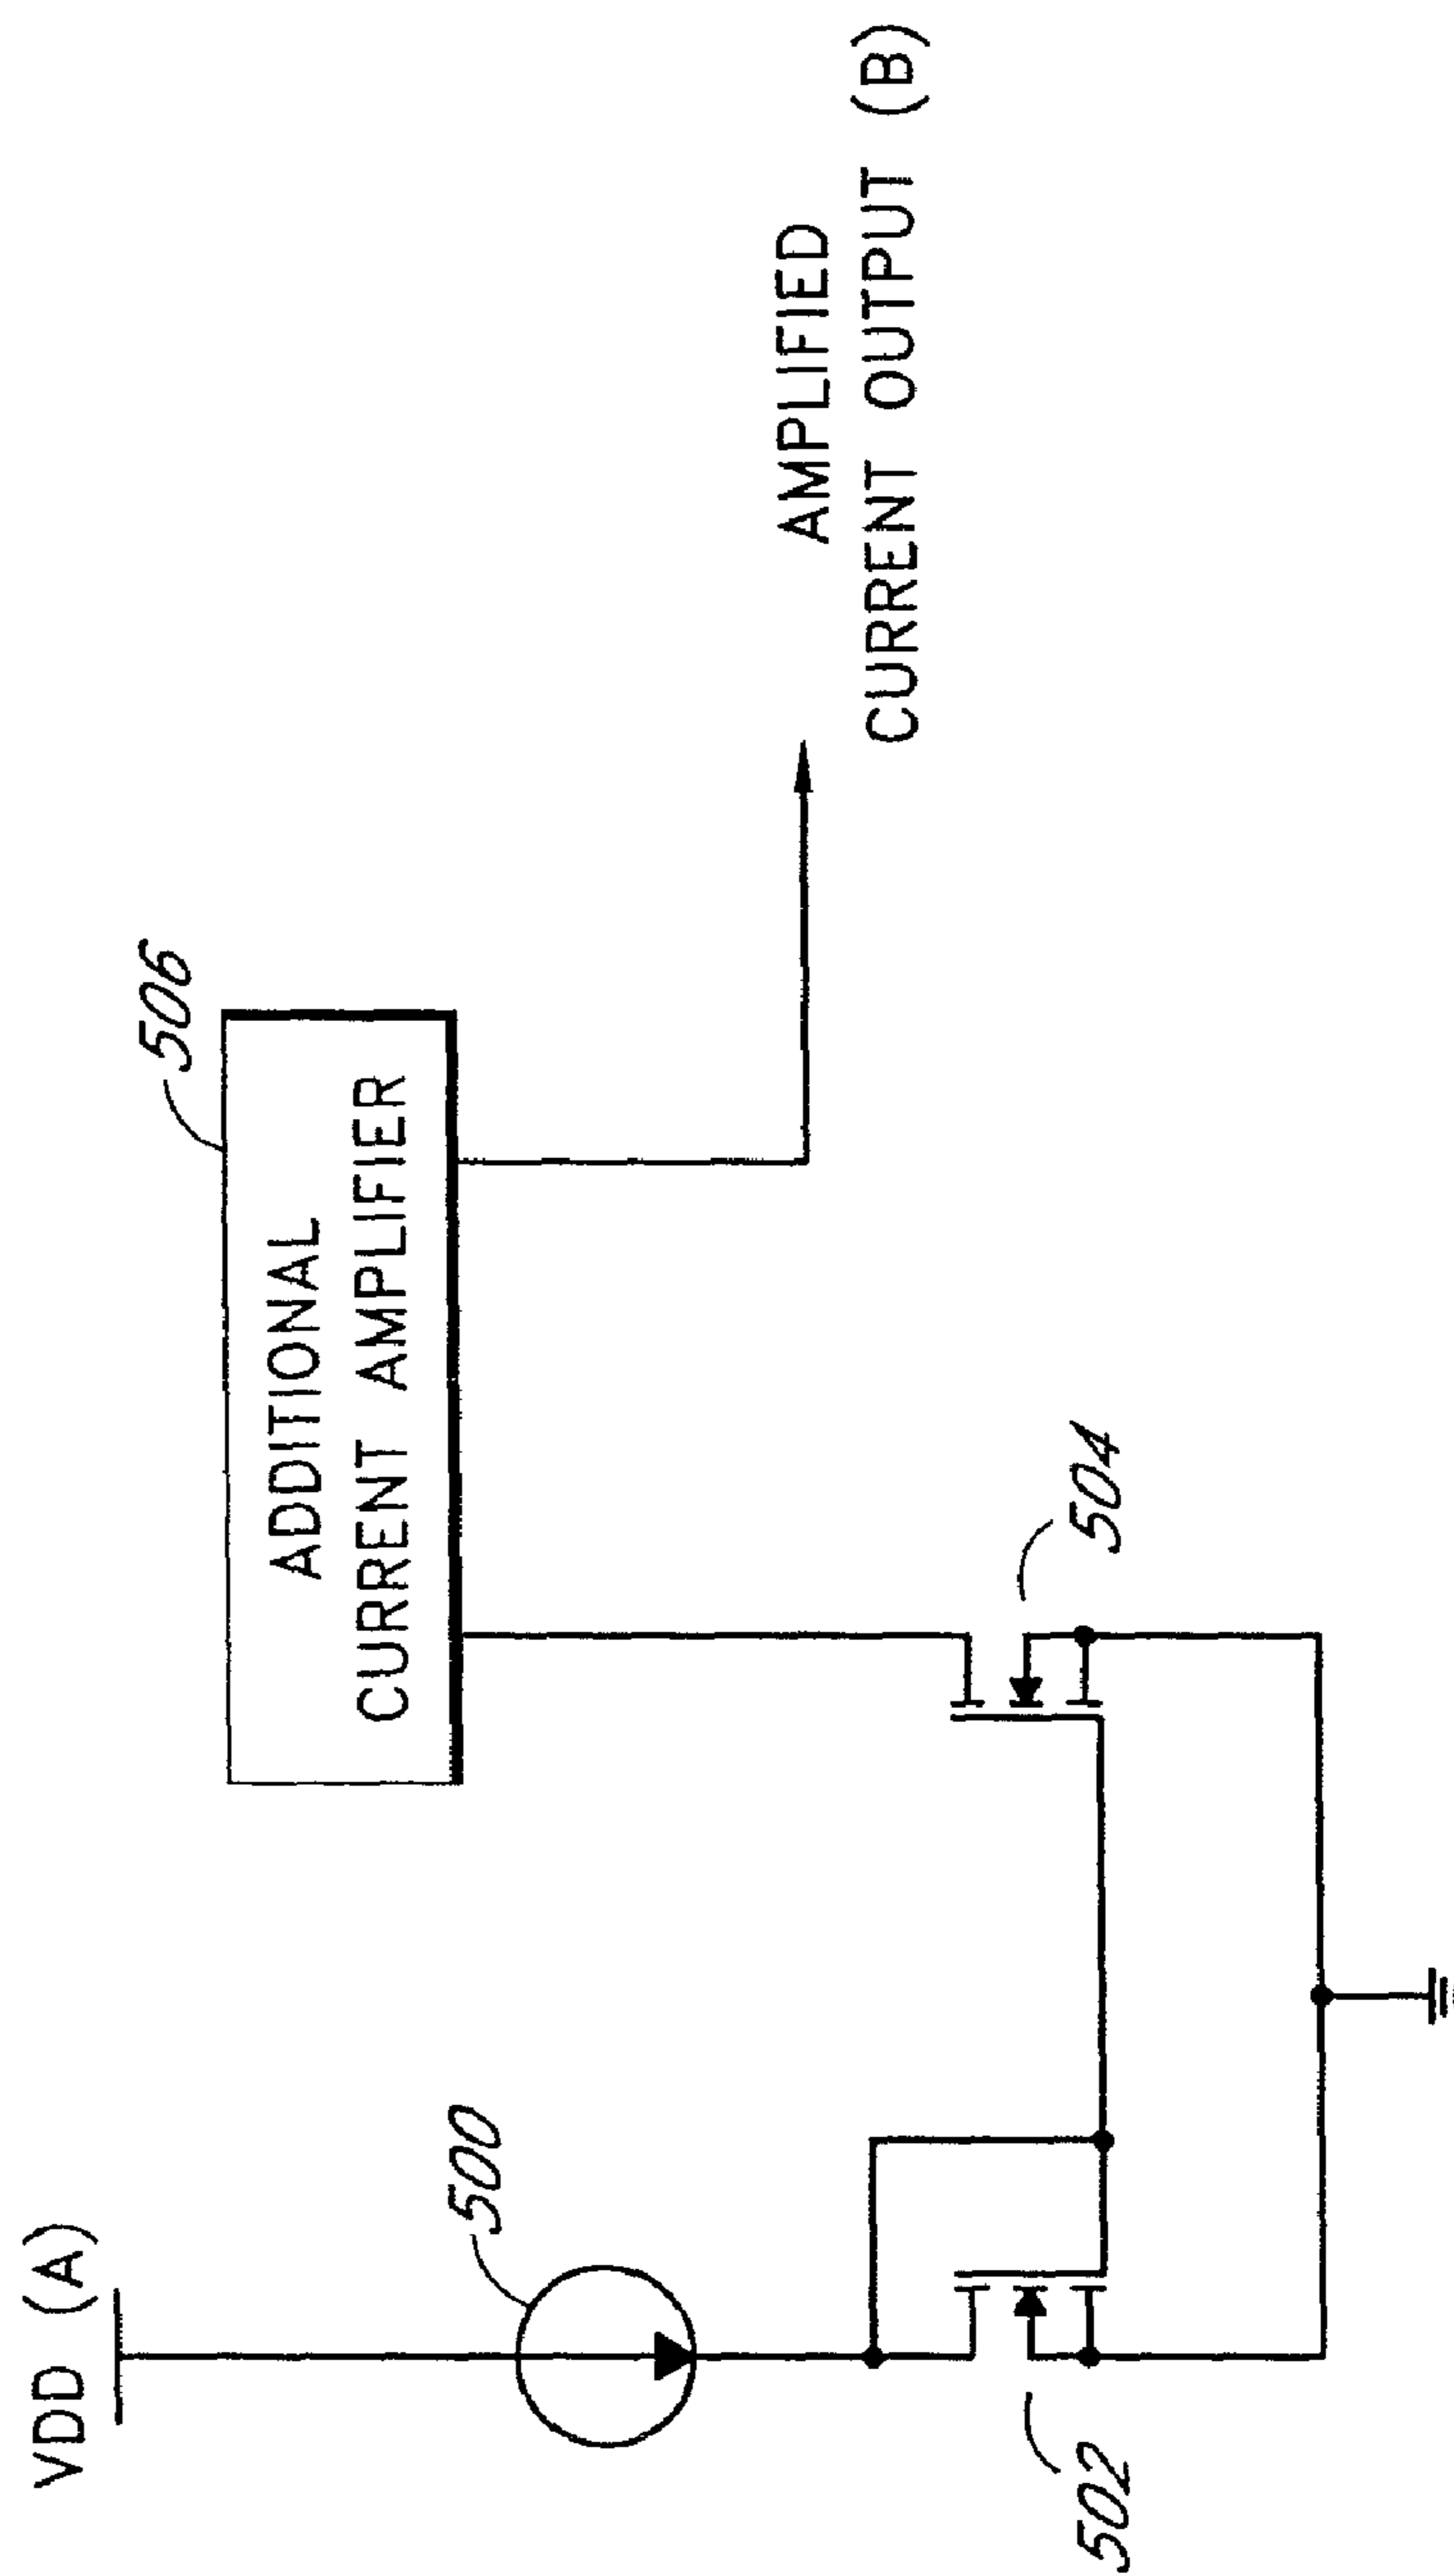 VDD (A)
500
502
504
506
ADDITIONAL
CURRENT AMPLIFIER
AMPLIFIED
CURRENT OUTPUT (B)